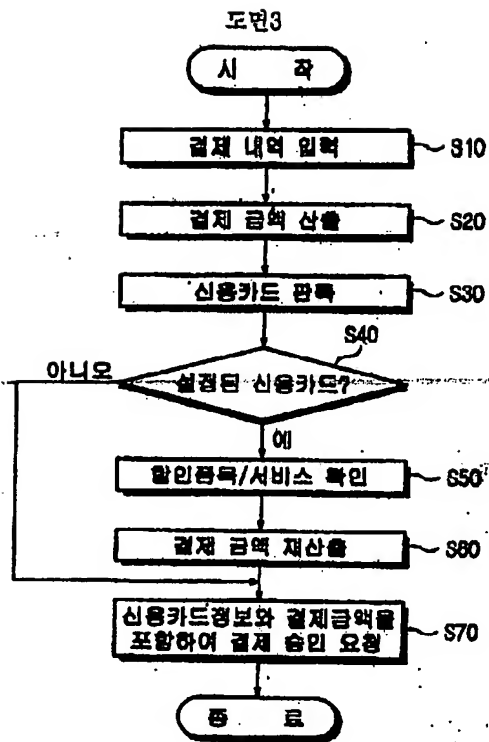 도면3
시 작
결제 내역 입력
S10
결제 금액 산출
S20
신용카드 판독
S30
S40
아니오
설정된 신용카드?
예
할인품목/서비스 확인
S50
결제 금액 재산출
S60
신용카드정보와 결제금액을
포함하여 결제 승인 요청
S70
종 료